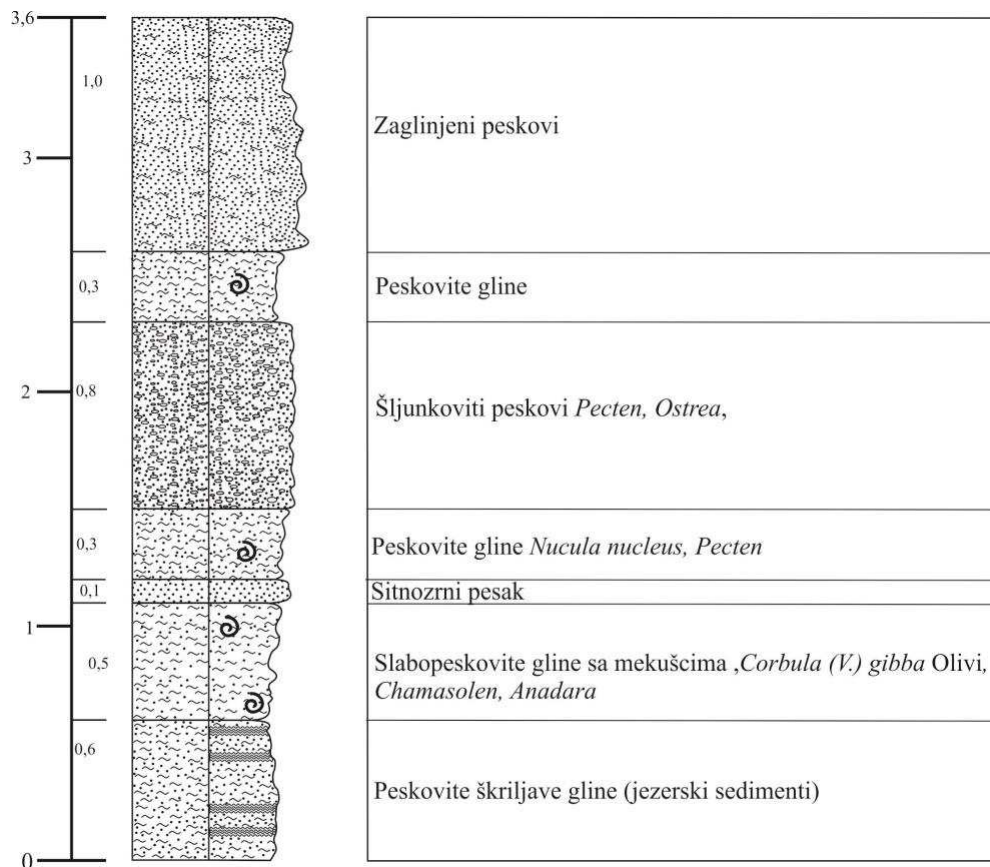 3,6
1,0
Zaglinjeni peskovi
3
0,3
Peskovite gline
2
0,8
Šljunkoviti peskovi Pecten, Ostrea,
0,3
Peskovite gline Nucula nucleus, Pecten
0,1
Sitnozrni pesak
1
0,5
Slabopeskovite gline sa mekušcima ,Corbula (V.) gibba Olivi,
Chamasolen, Anadara
0,6
Peskovite škriljave gline (jezerski sedimenti)
0